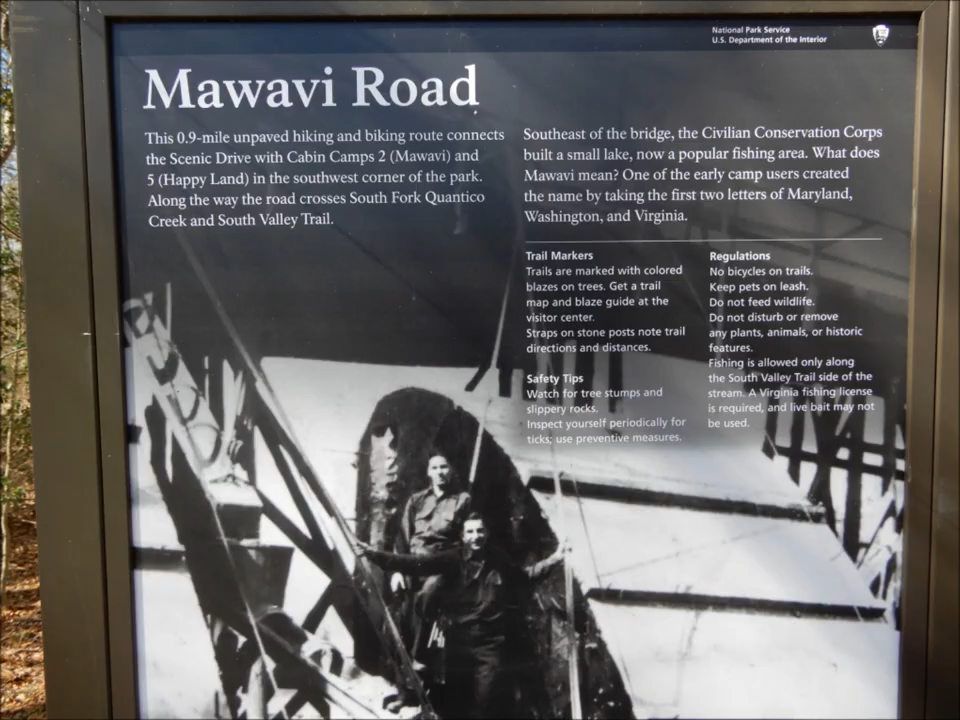 National Park Service
U.S. Department of the Interior
Mawavi Road
This 0.9-mile unpaved hiking and biking route connects
the Scenic Drive with Cabin Camps 2 (Mawavi) and
5 (Happy Land) in the southwest corner of the park.
Along the way the road crosses South Fork Quantico
Creek and South Valley Trail.
Southeast of the bridge, the Civilian Conservation Corps
built a small lake, now a popular fishing area. What does
Mawavi mean? One of the early camp users created
the name by taking the first two letters of Maryland,
Washington, and Virginia.
Trail Markers
Trails are marked with colored
blazes on trees. Get a trail
map and blaze guide at the
visitor center.
Straps on stone posts note trail
directions and distances.
Safety Tips
Watch for tree stumps and
slippery rocks.
Inspect yourself periodically for
ticks; use preventive measures.
Regulations
No bicycles on trails.
Keep pets on leash.
Do not feed wildlife.
Do not disturb or remove
any plants, animals, or historic
features.
Fishing is allowed only along
the South Valley Trail side of the
stream. A Virginia fishing license
is required, and live bait may not
be used.